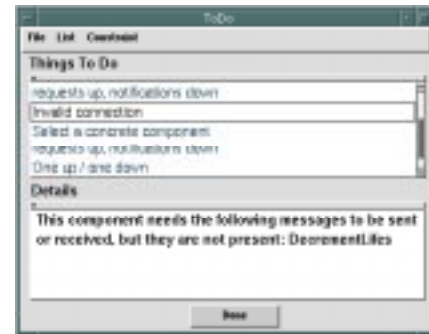 ToDo
File List Constraint
Things To Do
requests up, notifications down
Invalid connection
Select a concrete component
requests up, notifications down
One up / one down
Details
This component needs the following messages to be sent
or received, but they are not present: DecrementLifes
Done